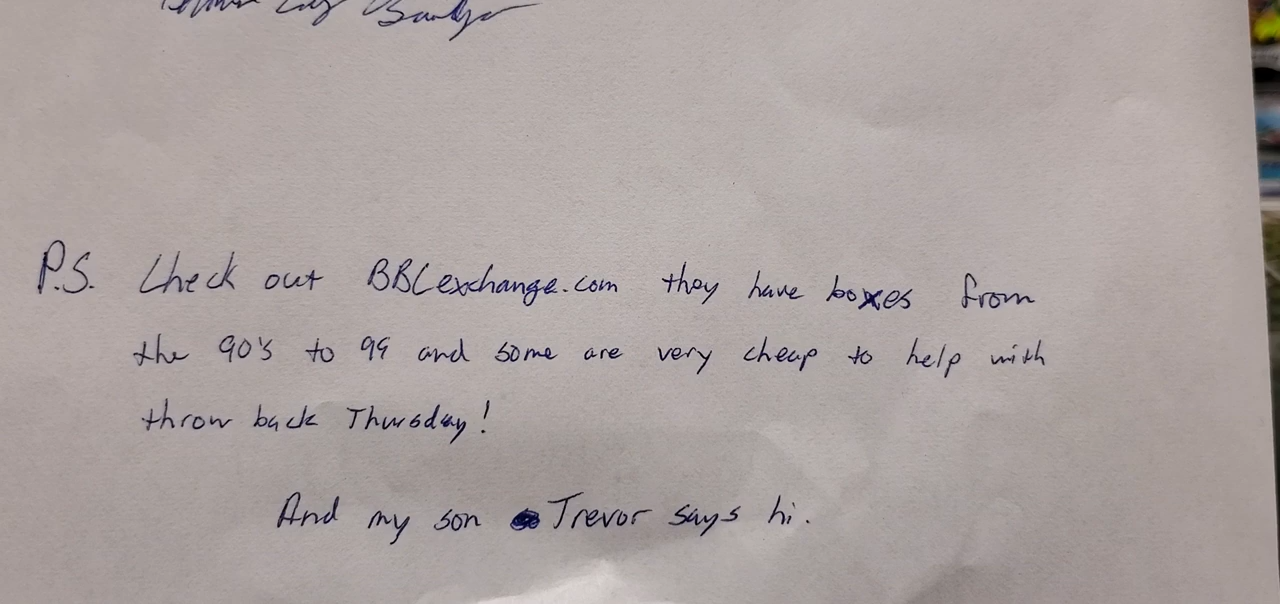 P.S. Check out BBCexchange.com they have boxes from
the 90's to 99 and some are very cheap to help with
throw back Thursday!
And my son Trevor says hi.